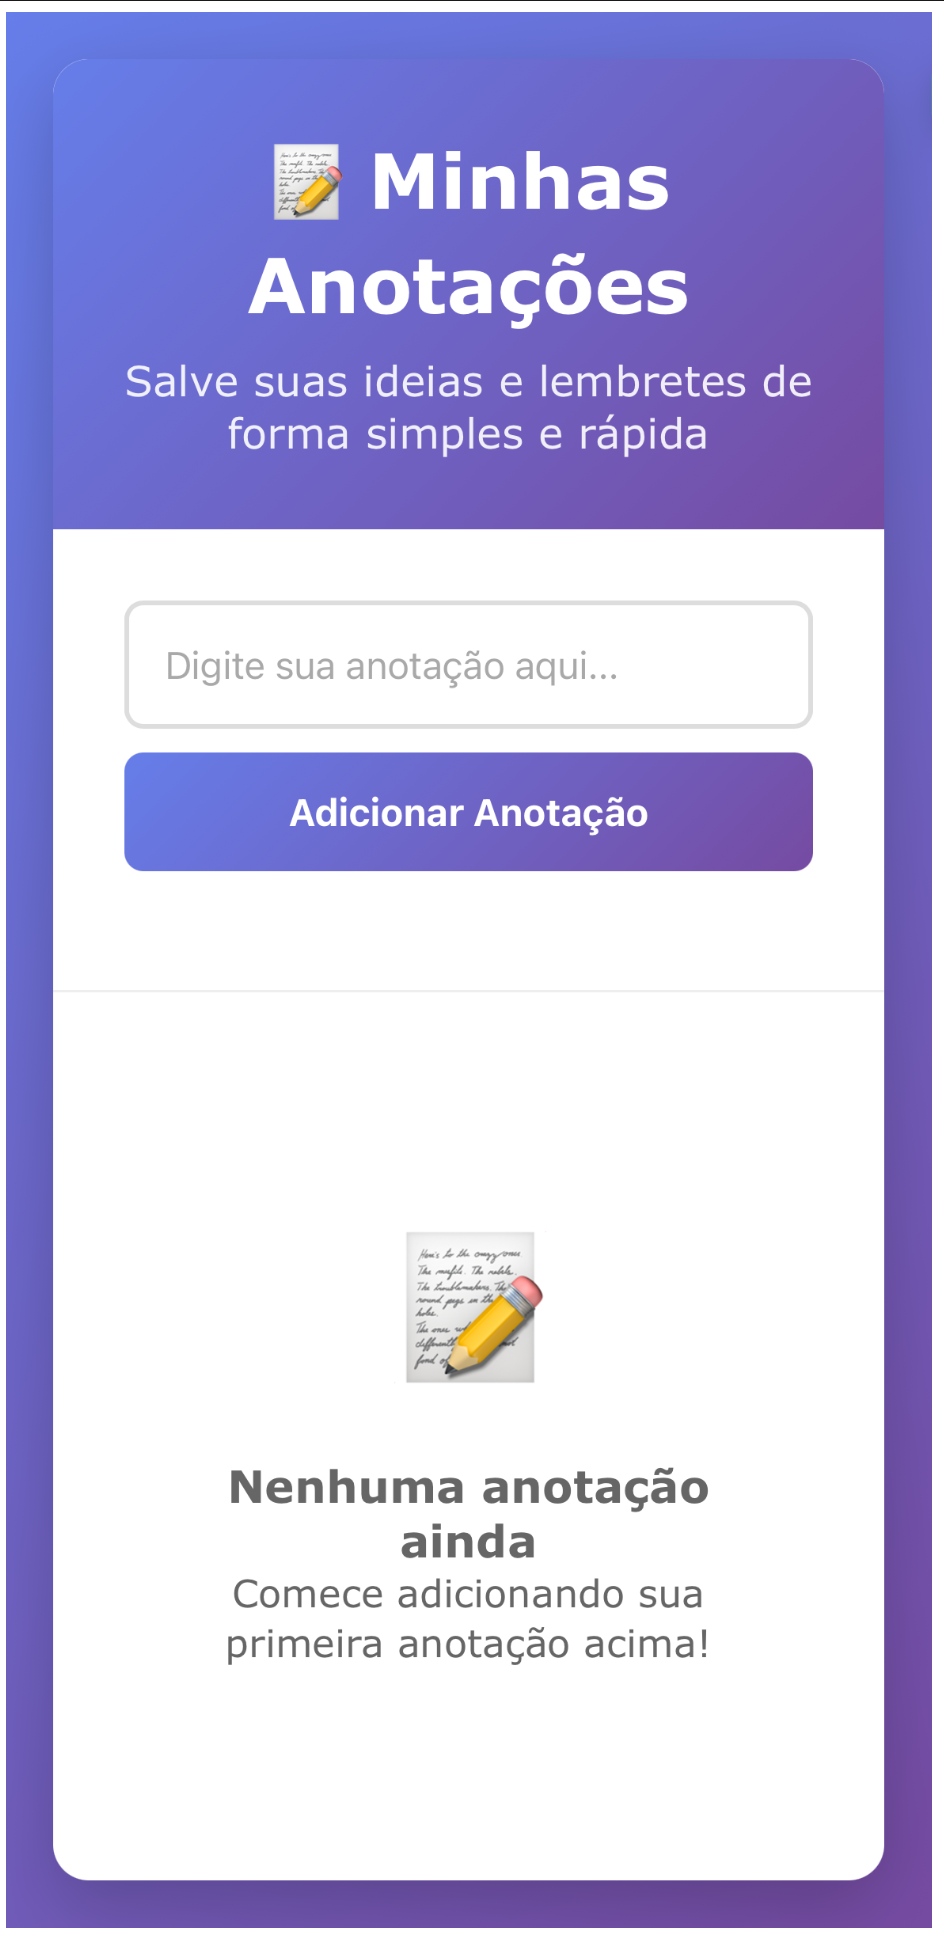 📝 Minhas
Anotações
Salve suas ideias e lembretes de
forma simples e rápida
Digite sua anotação aqui...
Adicionar Anotação
Nenhuma anotação
ainda
Comece adicionando sua
primeira anotação acima!